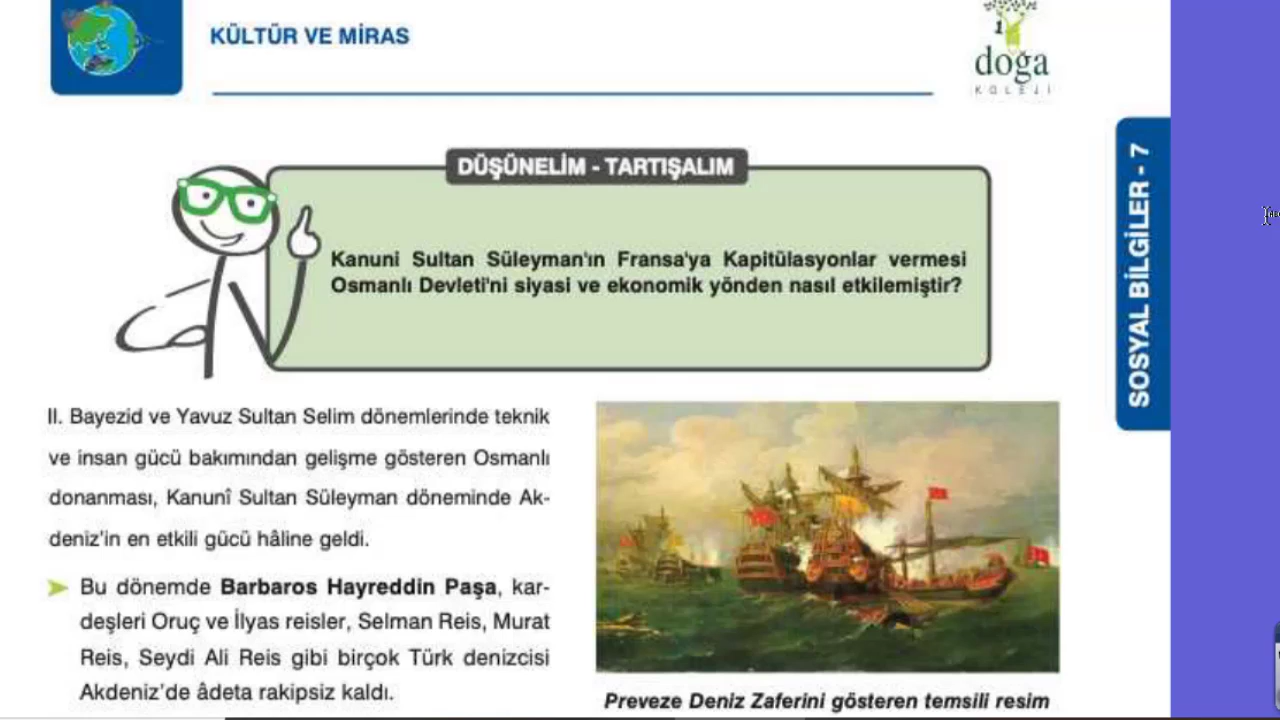 KÜLTÜR VE MİRAS
1
doğa
KOLEJİ
DÜŞÜNELİM - TARTIŞALIM
Kanuni Sultan Süleyman'ın Fransa'ya Kapitülasyonlar vermesi
Osmanlı Devleti'ni siyasi ve ekonomik yönden nasıl etkilemiştir?
SOSYAL BİLGİLER - 7
II. Bayezid ve Yavuz Sultan Selim dönemlerinde teknik
ve insan gücü bakımından gelişme gösteren Osmanlı
donanması, Kanunî Sultan Süleyman döneminde Ak-
deniz'in en etkili gücü hâline geldi.
Bu dönemde Barbaros Hayreddin Paşa, kar-
deşleri Oruç ve İlyas reisler, Selman Reis, Murat
Reis, Seydi Ali Reis gibi birçok Türk denizcisi
Akdeniz'de âdeta rakipsiz kaldı.
Preveze Deniz Zaferini gösteren temsili resim